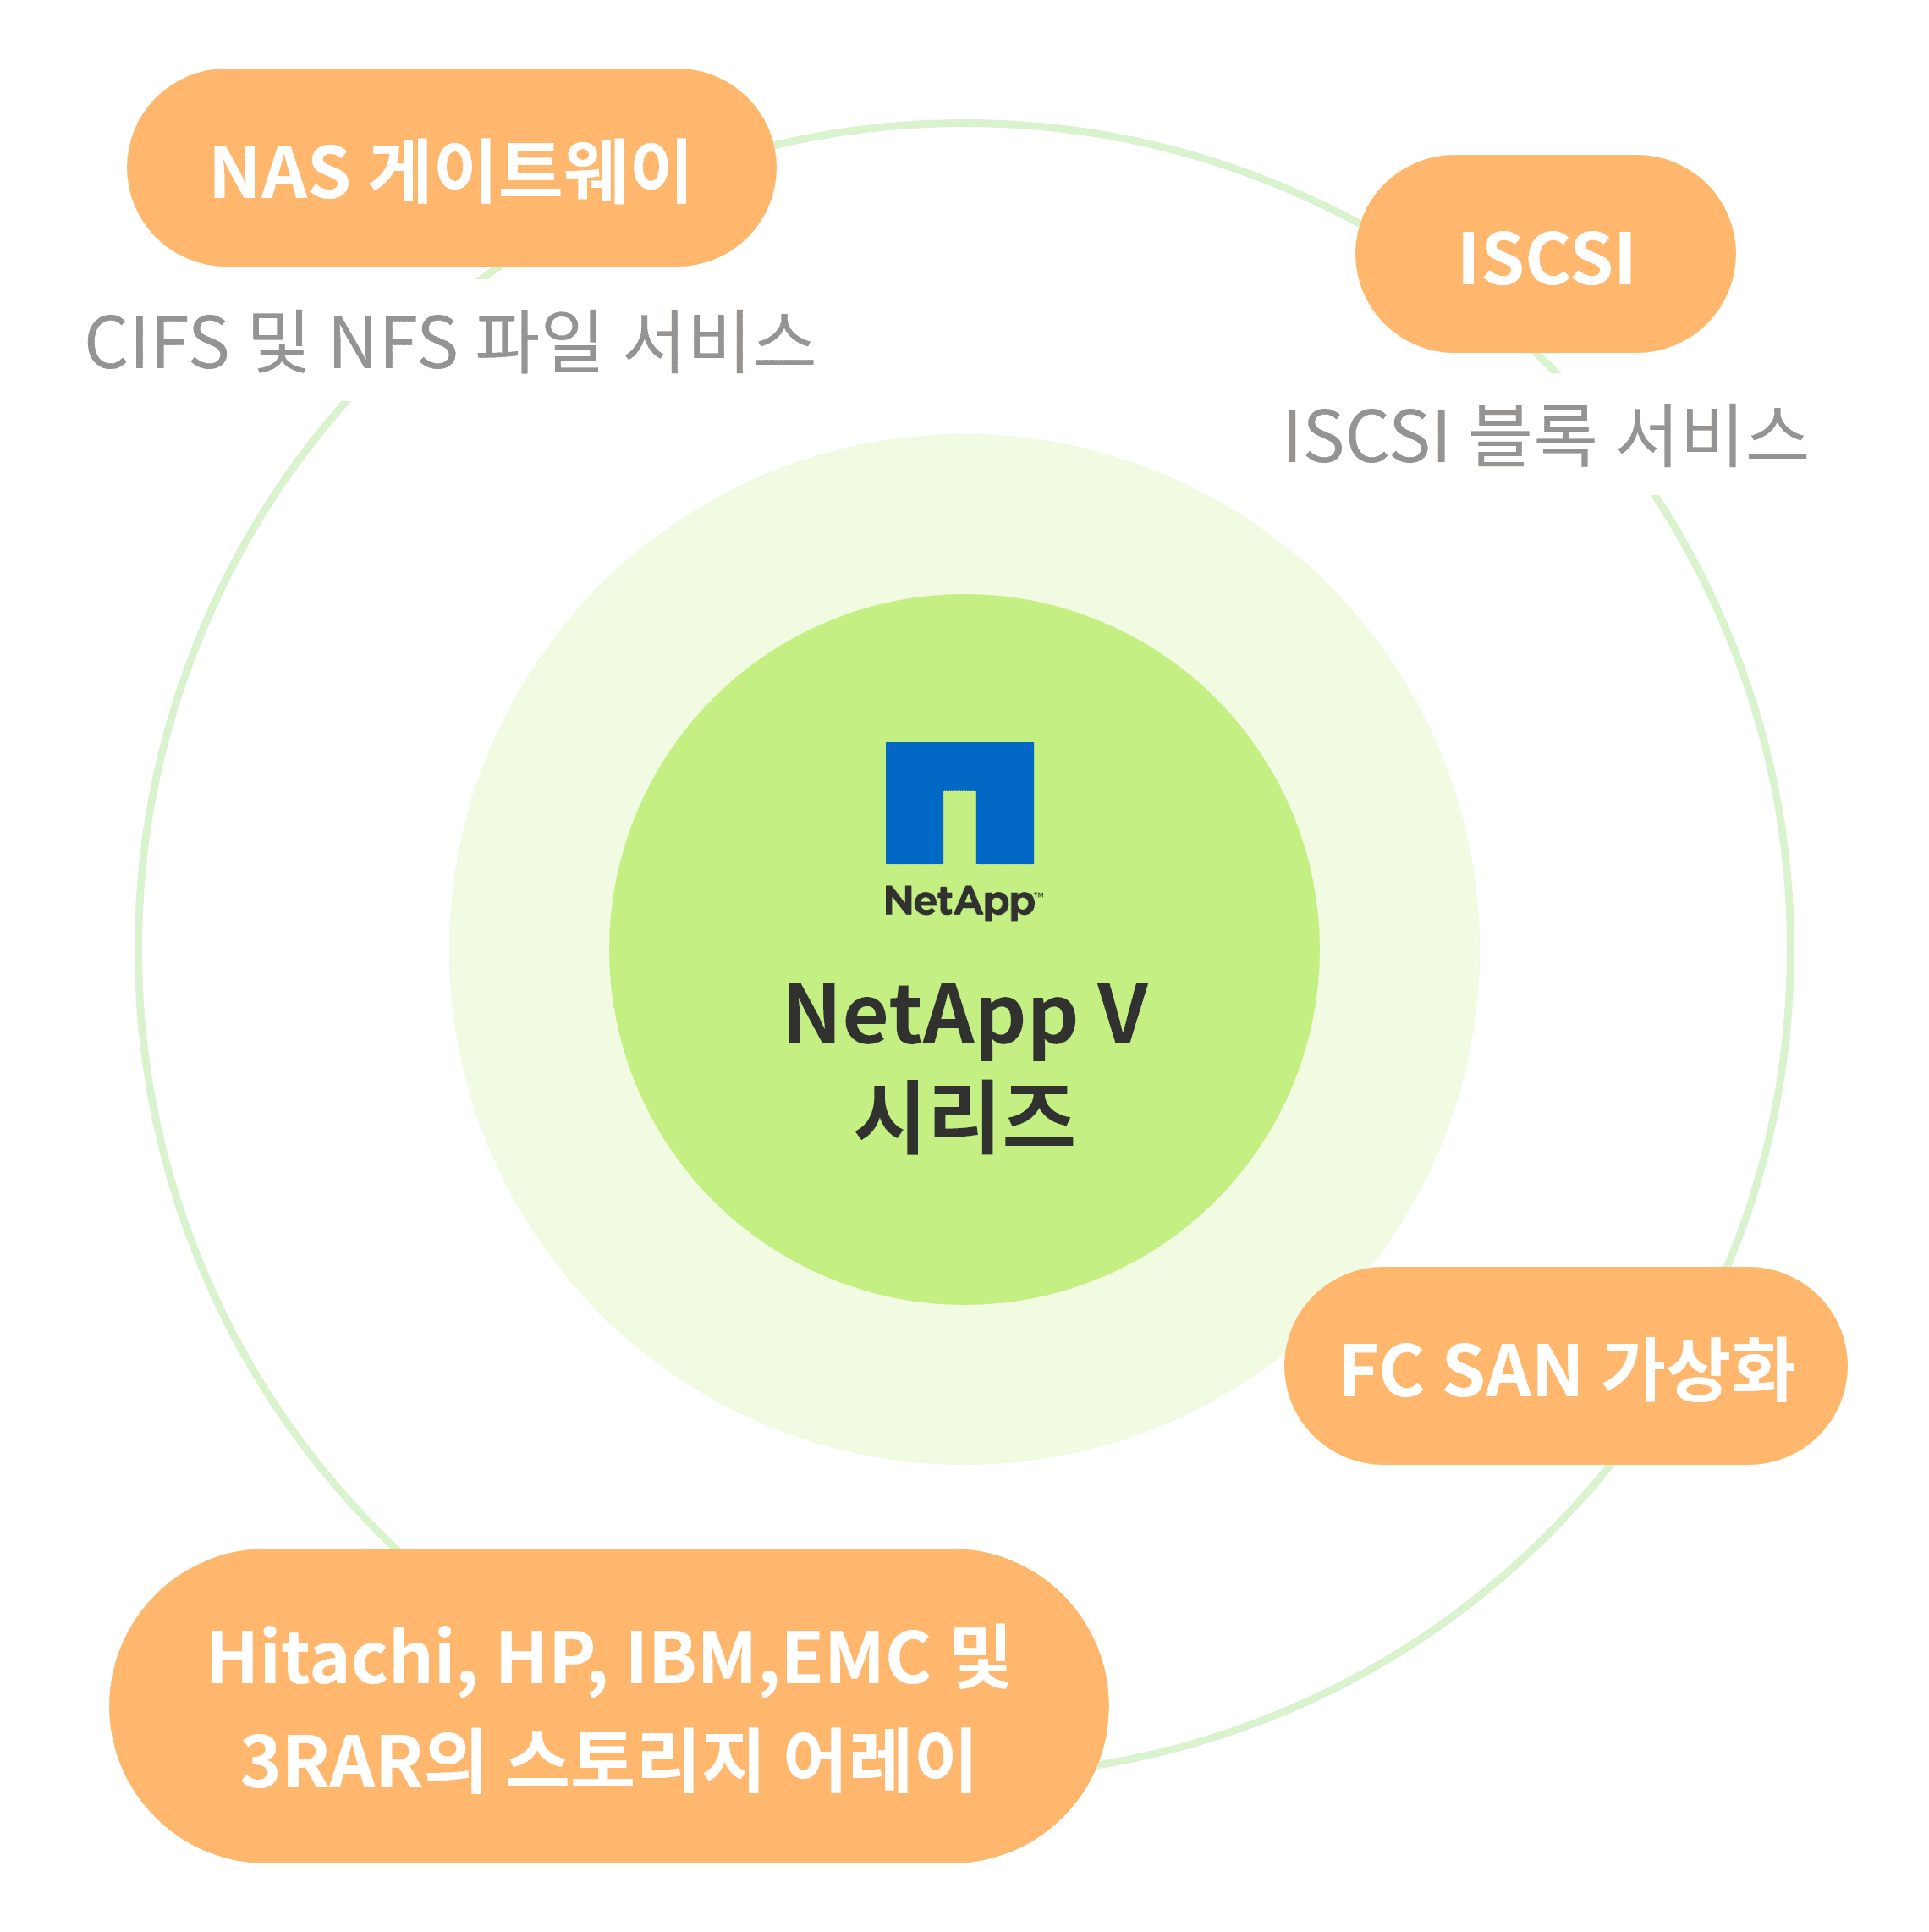 NAS 게이트웨이
CIFS 및 NFS 파일 서비스
ISCSI
ISCSI 블록 서비스
NetApp™
NetApp V
시리즈
FC SAN 가상화
Hitachi, HP, IBM,EMC 및
3RAR의 스토리지 어레이